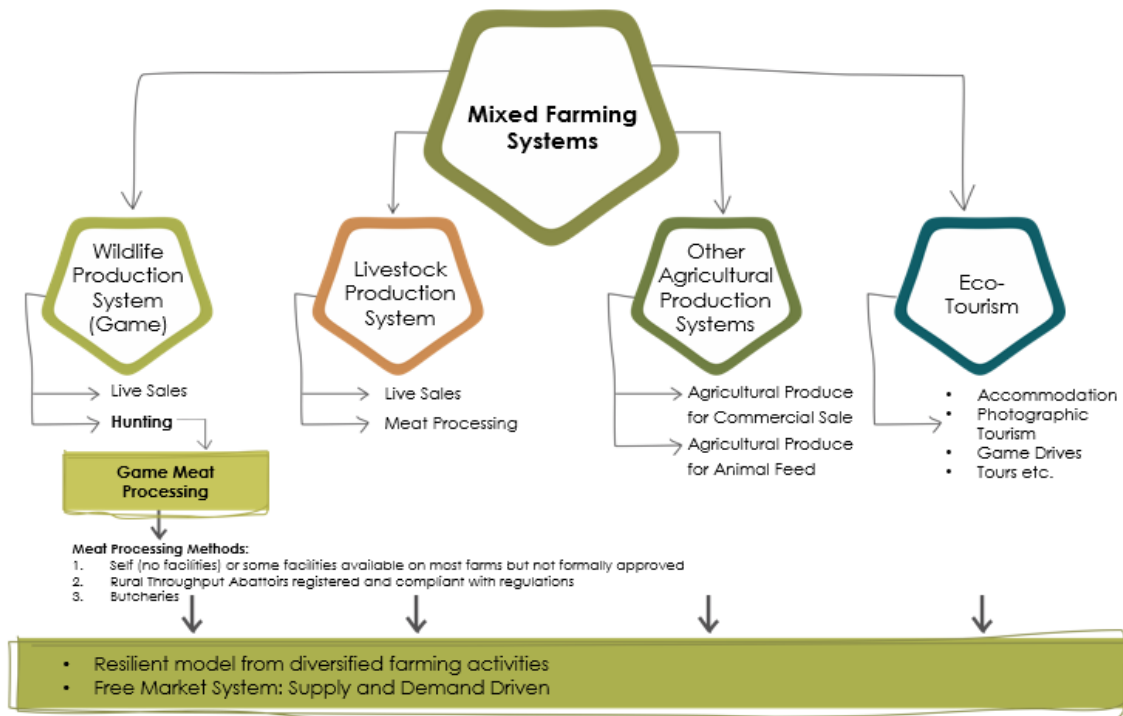 Mixed Farming
Systems
Wildlife
Production
System
(Game)
Live Sales
Hunting
Game Meat
Processing
Meat Processing Methods:
1. Self (no facilities) or some facilities available on most farms but not formally approved
2. Rural Throughput Abattoirs registered and compliant with regulations
3. Butcheries
Livestock
Production
System
Live Sales
Meat Processing
Other
Agricultural
Production
Systems
Agricultural Produce
for Commercial Sale
Agricultural Produce
for Animal Feed
Eco-
Tourism
• Accommodation
• Photographic
Tourism
• Game Drives
• Tours etc.
• Resilient model from diversified farming activities
• Free Market System: Supply and Demand Driven